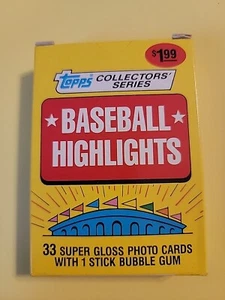 $1.99
topps COLLECTORS'
SERIES
BASEBALL
HIGHLIGHTS
33 SUPER GLOSS PHOTO CARDS
WITH 1 STICK BUBBLE GUM